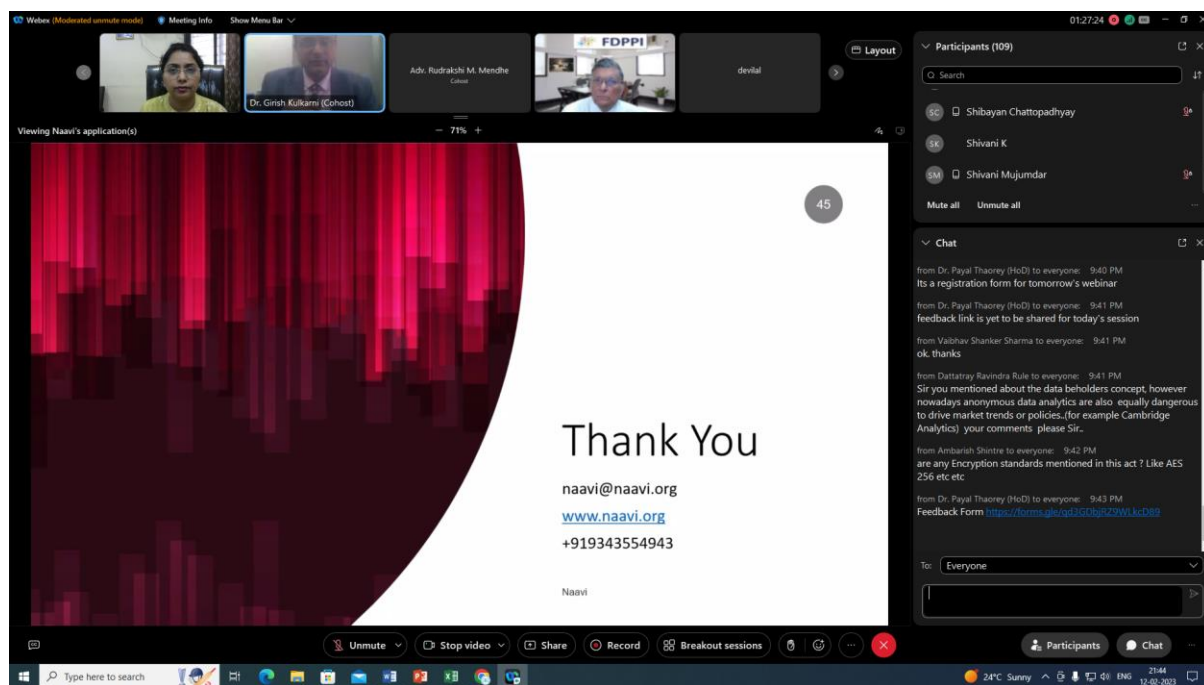 Webex (Moderated unmute mode) Meeting Info Show Menu Bar
01:27:24
FDPPI
Adv. Rudrakshi M. Mendhe
Cohost
devilal
Layout
Dr. Girish Kulkarni (Cohost)
Viewing Naavi's application(s)
− 71% +
45
Thank You
naavi@naavi.org
www.naavi.org
+919343554943
Naavi
Participants (109)
Search
SC Shibayan Chattopadhyay
SK Shivani K
SM Shivani Mujumdar
Mute all Unmute all
Chat
from Dr. Payal Thaorey (HoD) to everyone: 9:40 PM
Its a registration form for tomorrow's webinar
from Dr. Payal Thaorey (HoD) to everyone: 9:41 PM
feedback link is yet to be shared for today's session
from Vaibhav Shanker Sharma to everyone: 9:41 PM
ok. thanks
from Dattatray Ravindra Rule to everyone: 9:41 PM
Sir you mentioned about the data beholders concept, however
nowadays anonymous data analytics are also equally dangerous
to drive market trends or policies..(for example Cambridge
Analytics) your comments please Sir..
from Ambarish Shintre to everyone: 9:42 PM
are any Encryption standards mentioned in this act ? Like AES
256 etc etc
from Dr. Payal Thaorey (HoD) to everyone: 9:43 PM
Feedback Form https://forms.gle/qd3GDbjRZ9WLkcD89
To: Everyone
Unmute Stop video Share Record Breakout sessions
Participants Chat
Type here to search
24°C Sunny ENG
21:44
12-02-2023